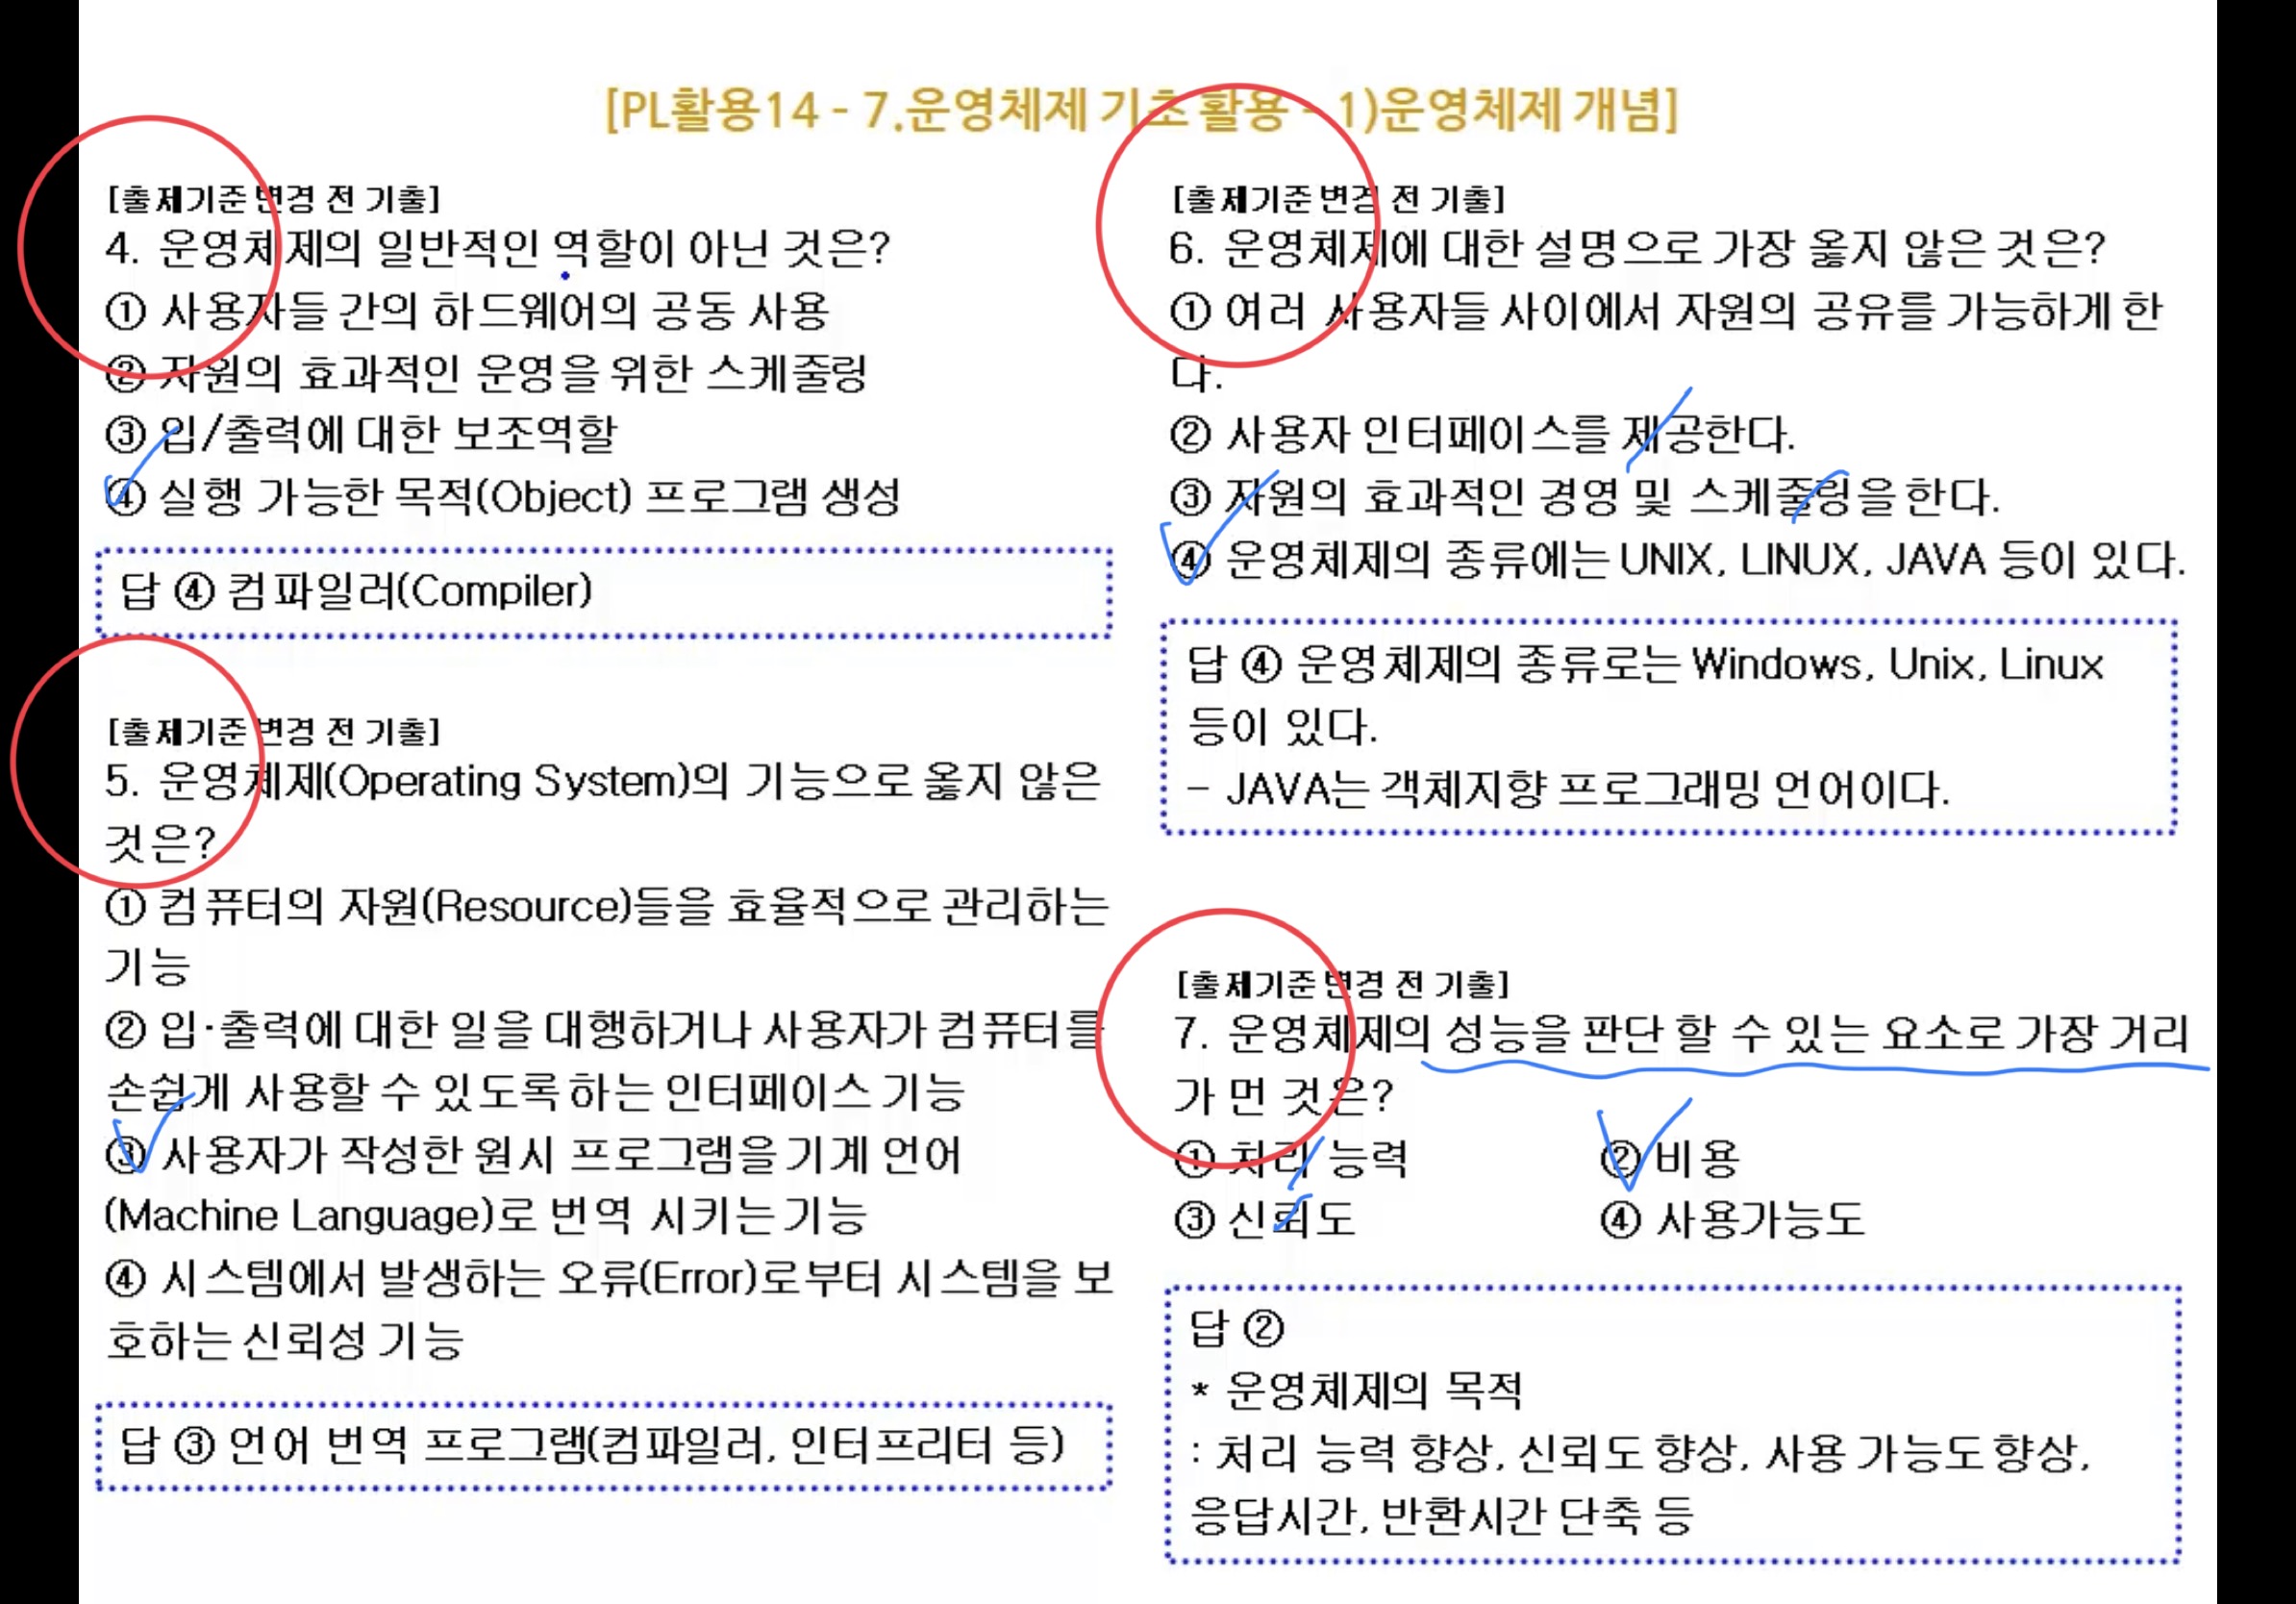 [PL활용14 - 7.운영체제 기초 활용 - 1)운영체제 개념]
[출제기준 변경 전 기출]
4. 운영체제의 일반적인 역할이 아닌 것은?
① 사용자들 간의 하드웨어의 공동 사용
② 자원의 효과적인 운영을 위한 스케줄링
③ 입/출력에 대한 보조역할
④ 실행 가능한 목적(Object) 프로그램 생성
답 ④ 컴파일러(Compiler)
[출제기준 변경 전 기출]
5. 운영체제(Operating System)의 기능으로 옳지 않은
것은?
① 컴퓨터의 자원(Resource)들을 효율적으로 관리하는
기능
② 입·출력에 대한 일을 대행하거나 사용자가 컴퓨터를
손쉽게 사용할 수 있도록 하는 인터페이스 기능
③ 사용자가 작성한 원시 프로그램을 기계 언어
(Machine Language)로 번역 시키는 기능
④ 시스템에서 발생하는 오류(Error)로부터 시스템을 보
호하는 신뢰성 기능
답 ③ 언어 번역 프로그램(컴파일러, 인터프리터 등)
[출제기준 변경 전 기출]
6. 운영체제에 대한 설명으로 가장 옳지 않은 것은?
① 여러 사용자들 사이에서 자원의 공유를 가능하게 한
다.
② 사용자 인터페이스를 제공한다.
③ 자원의 효과적인 경영 및 스케줄링을 한다.
④ 운영체제의 종류에는 UNIX, LINUX, JAVA 등이 있다.
답 ④ 운영체제의 종류로는 Windows, Unix, Linux
등이 있다.
- JAVA는 객체지향 프로그래밍 언어이다.
[출제기준 변경 전 기출]
7. 운영체제의 성능을 판단 할 수 있는 요소로 가장 거리
가 먼 것은?
① 처리 능력 ② 비용
③ 신뢰도 ④ 사용가능도
답 ②
* 운영체제의 목적
: 처리 능력 향상, 신뢰도 향상, 사용 가능도 향상,
응답시간, 반환시간 단축 등